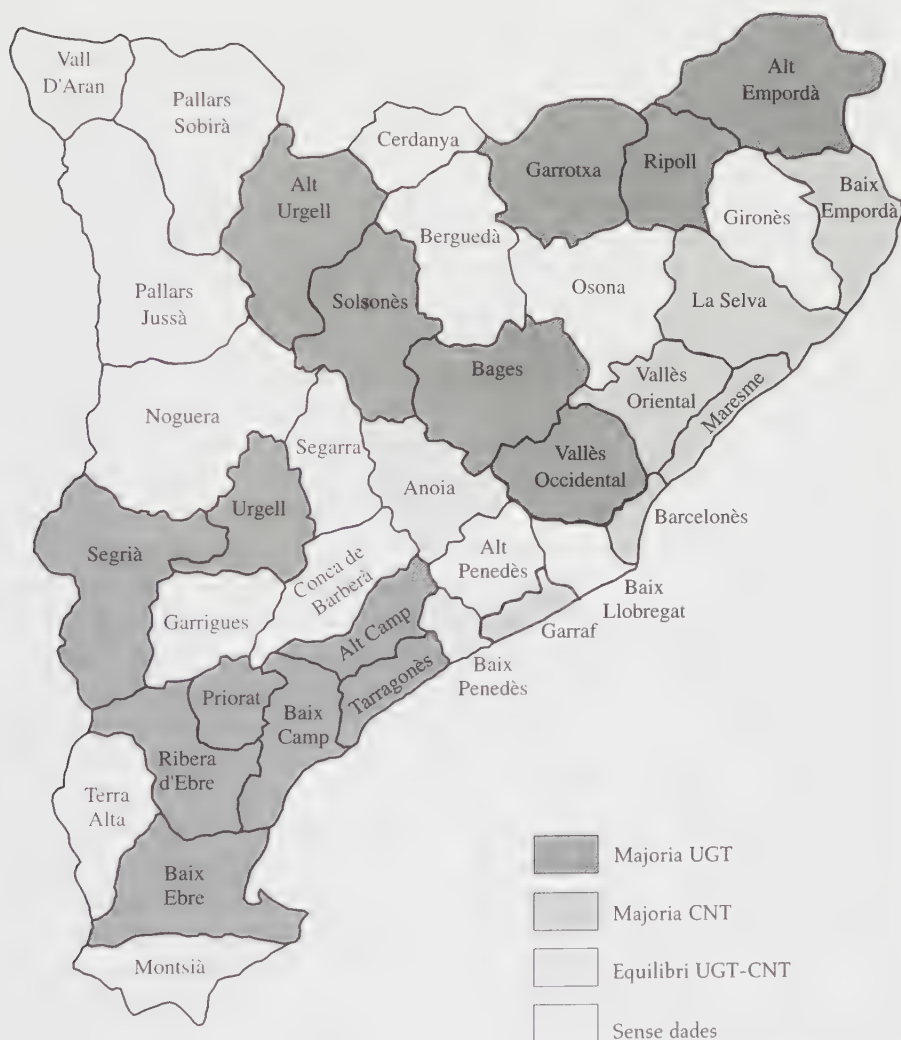 Vall
D'Aran
Pallars
Sobirà
Cerdanya
Garrotxa
Ripoll
Alt
Empordà
Alt
Urgell
Berguedà
Gironès
Baix
Empordà
Pallars
Jussà
Solsonès
Osona
La Selva
Bages
Vallès
Oriental
Maresme
Noguera
Segarra
Anoia
Vallès
Occidental
Urgell
Barcelonès
Segrià
Conca de
Barberà
Alt
Penedès
Baix
Llobregat
Garrigues
Alt Camp
Garraf
Baix
Penedès
Tarragonès
Priorat
Baix
Camp
Ribera
d'Ebre
Terra
Alta
Baix
Ebre
Montsià
Majoria UGT
Majoria CNT
Equilibri UGT-CNT
Sense dades